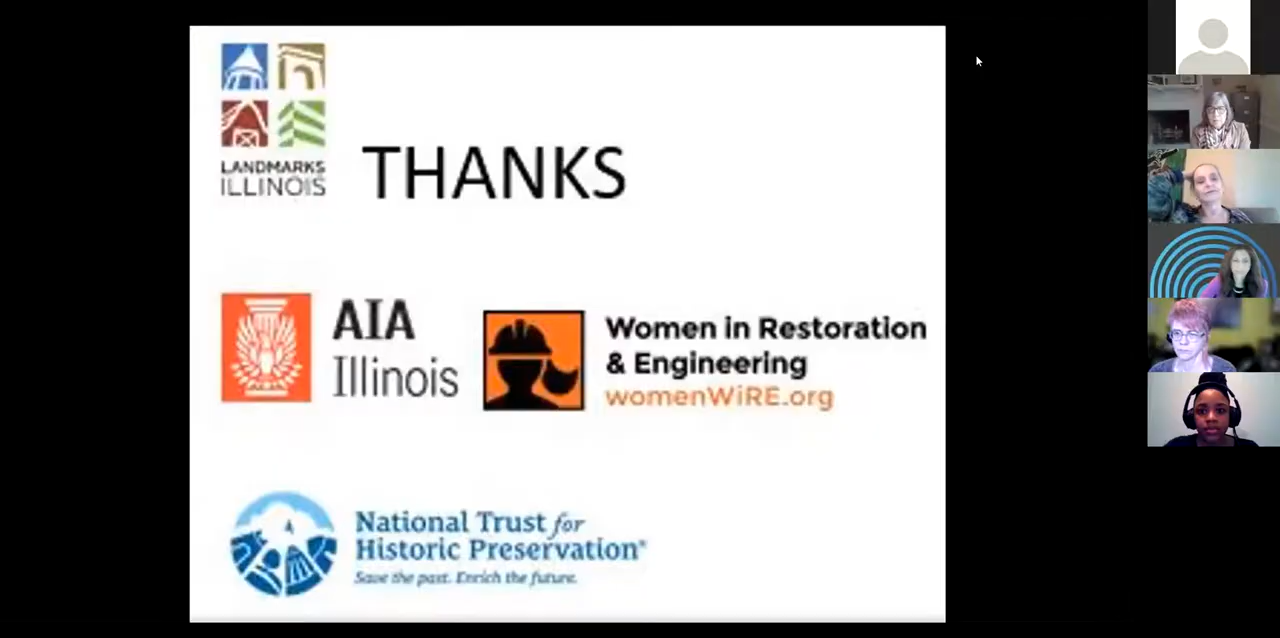 LANDMARKS
ILLINOIS
THANKS
AIA
Illinois
Women in Restoration
& Engineering
womenWiRE.org
National Trust for
Historic Preservation®
Save the past. Enrich the future.